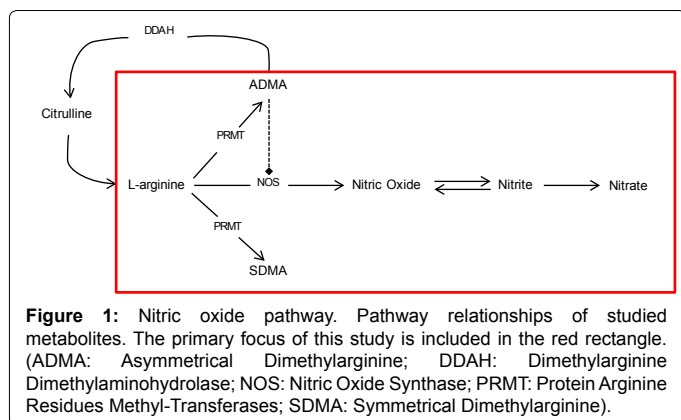 DDAH
ADMA
Citrulline
PRMT
L-arginine NOS Nitric Oxide Nitrite Nitrate
PRMT
SDMA
Figure 1: Nitric oxide pathway. Pathway relationships of studied
metabolites. The primary focus of this study is included in the red rectangle.
(ADMA: Asymmetrical Dimethylarginine; DDAH: Dimethylarginine
Dimethylaminohydrolase; NOS: Nitric Oxide Synthase; PRMT: Protein Arginine
Residues Methyl-Transferases; SDMA: Symmetrical Dimethylarginine).